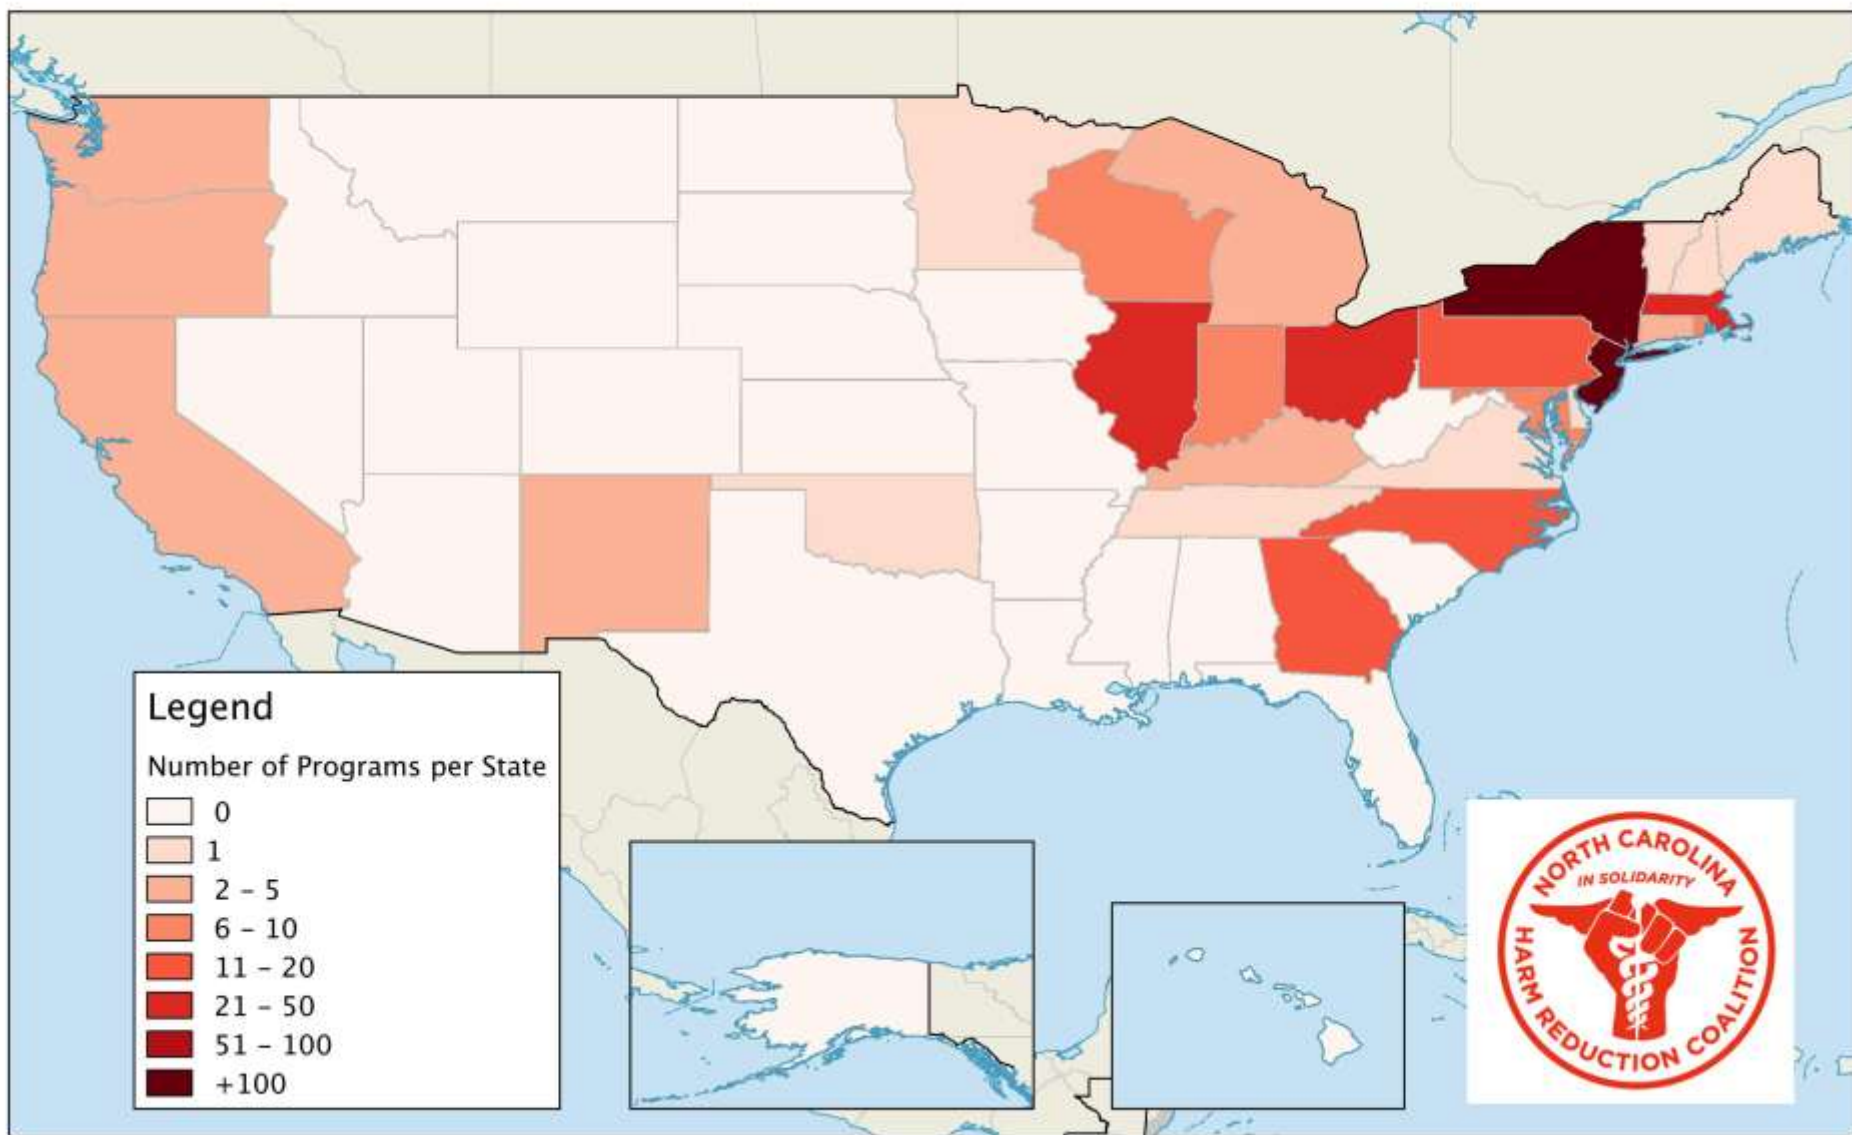 Legend
Number of Programs per State
0
1
2 – 5
6 – 10
11 – 20
21 – 50
51 – 100
+100
NORTH CAROLINA
IN SOLIDARITY
HARM REDUCTION COALITION